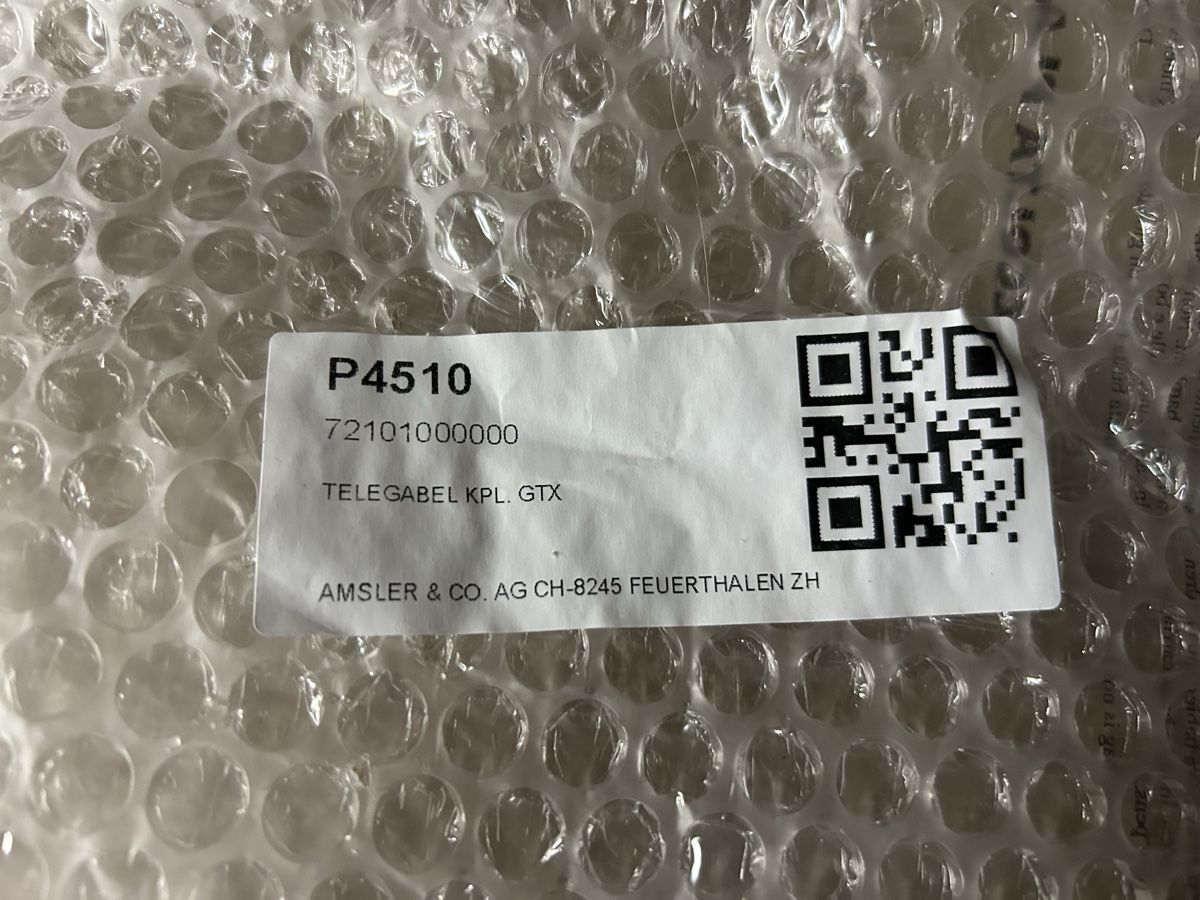 P4510
72101000000
TELEGABEL KPL. GTX
AMSLER & CO. AG CH-8245 FEUERTHALEN ZH